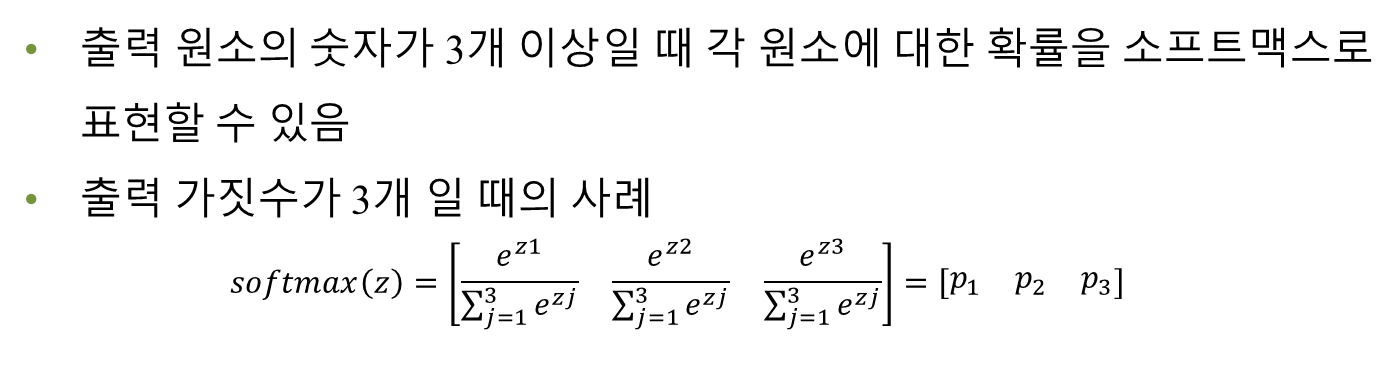 • 출력 원소의 숫자가 3개 이상일 때 각 원소에 대한 확률을 소프트맥스로
표현할 수 있음
• 출력 가짓수가 3개 일 때의 사례
softmax(z) = [e^{z1} / ∑_{j=1}^{3} e^{zj}   e^{z2} / ∑_{j=1}^{3} e^{zj}   e^{z3} / ∑_{j=1}^{3} e^{zj}] = [p₁   p₂   p₃]